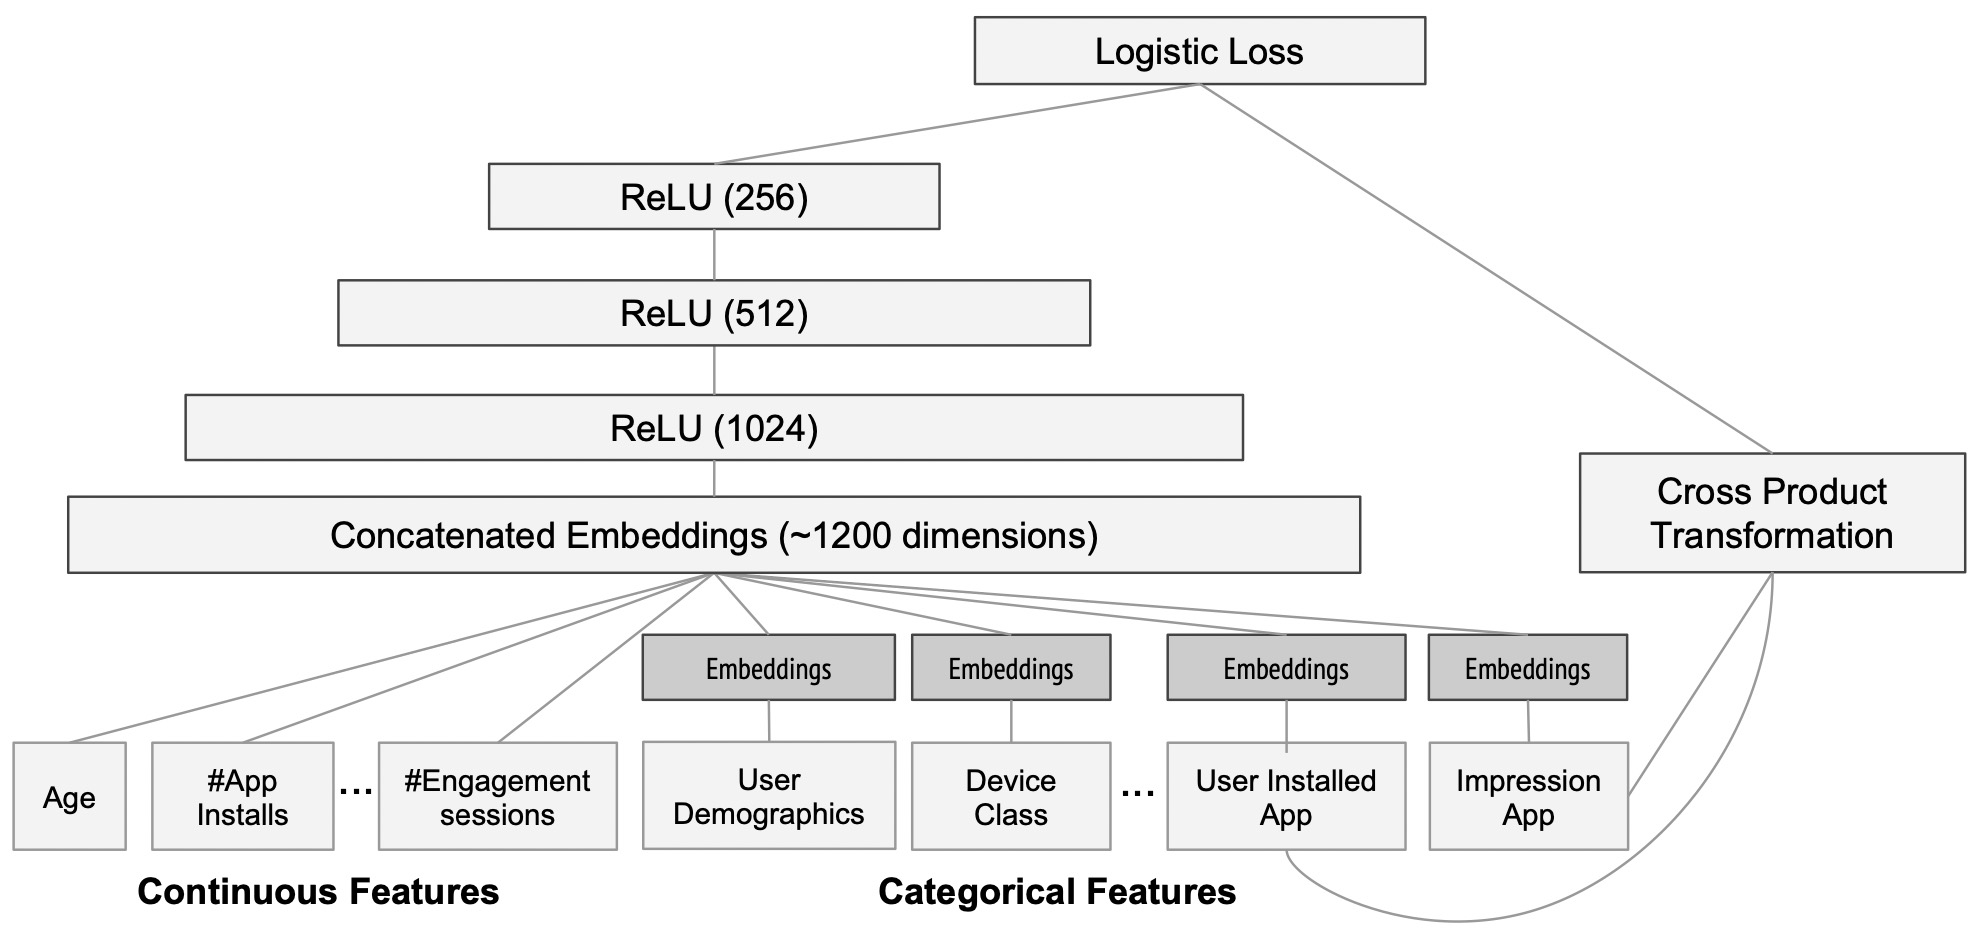 Logistic Loss
ReLU (256)
ReLU (512)
ReLU (1024)
Concatenated Embeddings (~1200 dimensions)
Cross Product
Transformation
Embeddings
Embeddings
Embeddings
Embeddings
Age
#App
Installs
...
#Engagement
sessions
User
Demographics
Device
Class
...
User Installed
App
Impression
App
Continuous Features
Categorical Features